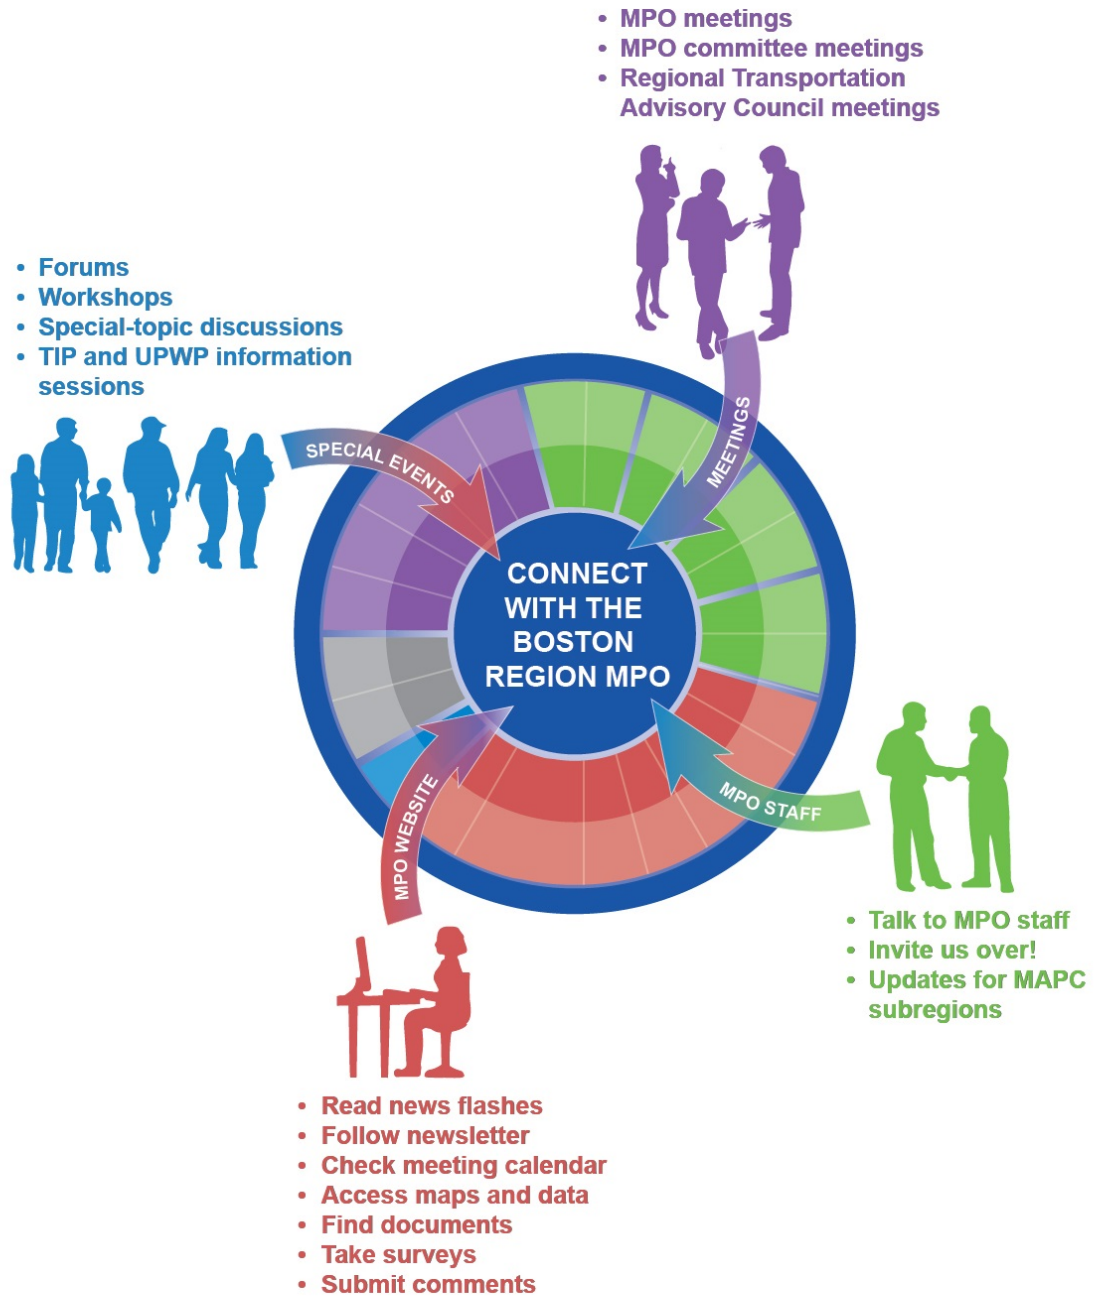 • MPO meetings
• MPO committee meetings
• Regional Transportation
Advisory Council meetings
• Forums
• Workshops
• Special-topic discussions
• TIP and UPWP information
sessions
SPECIAL EVENTS
MEETINGS
CONNECT
WITH THE
BOSTON
REGION MPO
MPO WEBSITE
MPO STAFF
• Talk to MPO staff
• Invite us over!
• Updates for MAPC
subregions
• Read news flashes
• Follow newsletter
• Check meeting calendar
• Access maps and data
• Find documents
• Take surveys
• Submit comments